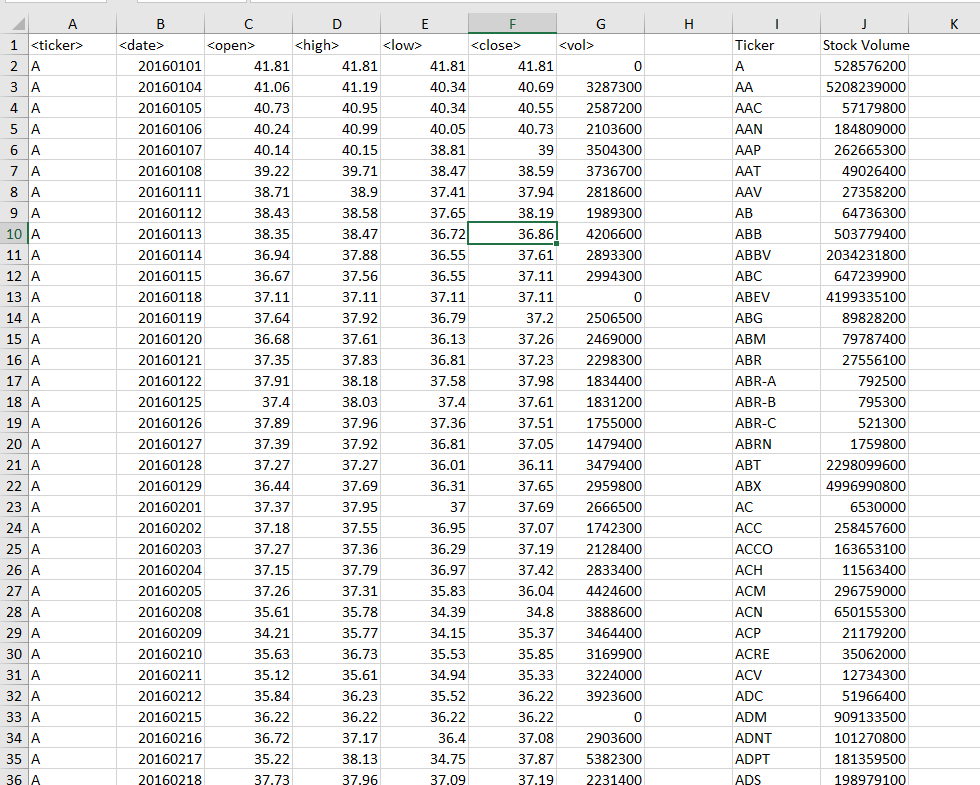 A B C D E F G H I J K
1 <ticker> <date> <open> <high> <low> <close> <vol> Ticker Stock Volume
2 A 20160101 41.81 41.81 41.81 41.81 0 A 528576200
3 A 20160104 41.06 41.19 40.34 40.69 3287300 AA 5208239000
4 A 20160105 40.73 40.95 40.34 40.55 2587200 AAC 57179800
5 A 20160106 40.24 40.99 40.05 40.73 2103600 AAN 184809000
6 A 20160107 40.14 40.15 38.81 39 3504300 AAP 262665300
7 A 20160108 39.22 39.71 38.47 38.59 3736700 AAT 49026400
8 A 20160111 38.71 38.9 37.41 37.94 2818600 AAV 27358200
9 A 20160112 38.43 38.58 37.65 38.19 1989300 AB 64736300
10 A 20160113 38.35 38.47 36.72 36.86 4206600 ABB 503779400
11 A 20160114 36.94 37.88 36.55 37.61 2893300 ABBV 2034231800
12 A 20160115 36.67 37.56 36.55 37.11 2994300 ABC 647239900
13 A 20160118 37.11 37.11 37.11 37.11 0 ABEV 4199335100
14 A 20160119 37.64 37.92 36.79 37.2 2506500 ABG 89828200
15 A 20160120 36.68 37.61 36.13 37.26 2469000 ABM 79787400
16 A 20160121 37.35 37.83 36.81 37.23 2298300 ABR 27556100
17 A 20160122 37.91 38.18 37.58 37.98 1834400 ABR-A 792500
18 A 20160125 37.4 38.03 37.4 37.61 1831200 ABR-B 795300
19 A 20160126 37.89 37.96 37.36 37.51 1755000 ABR-C 521300
20 A 20160127 37.39 37.92 36.81 37.05 1479400 ABRN 1759800
21 A 20160128 37.27 37.27 36.01 36.11 3479400 ABT 2298099600
22 A 20160129 36.44 37.69 36.31 37.65 2959800 ABX 4996990800
23 A 20160201 37.37 37.95 37 37.69 2666500 AC 6530000
24 A 20160202 37.18 37.55 36.95 37.07 1742300 ACC 258457600
25 A 20160203 37.27 37.36 36.29 37.19 2128400 ACCO 163653100
26 A 20160204 37.15 37.79 36.97 37.42 2833400 ACH 11563400
27 A 20160205 37.26 37.31 35.83 36.04 4424600 ACM 296759000
28 A 20160208 35.61 35.78 34.39 34.8 3888600 ACN 650155300
29 A 20160209 34.21 35.77 34.15 35.37 3464400 ACP 21179200
30 A 20160210 35.63 36.73 35.53 35.85 3169900 ACRE 35062000
31 A 20160211 35.12 35.61 34.94 35.33 3224000 ACV 12734300
32 A 20160212 35.84 36.23 35.52 36.22 3923600 ADC 51966400
33 A 20160215 36.22 36.22 36.22 36.22 0 ADM 909133500
34 A 20160216 36.72 37.17 36.4 37.08 2903600 ADNT 101270800
35 A 20160217 35.22 38.13 34.75 37.87 5382300 ADPT 181359500
36 A 20160218 37.73 37.96 37.09 37.19 2231400 ADS 198979100